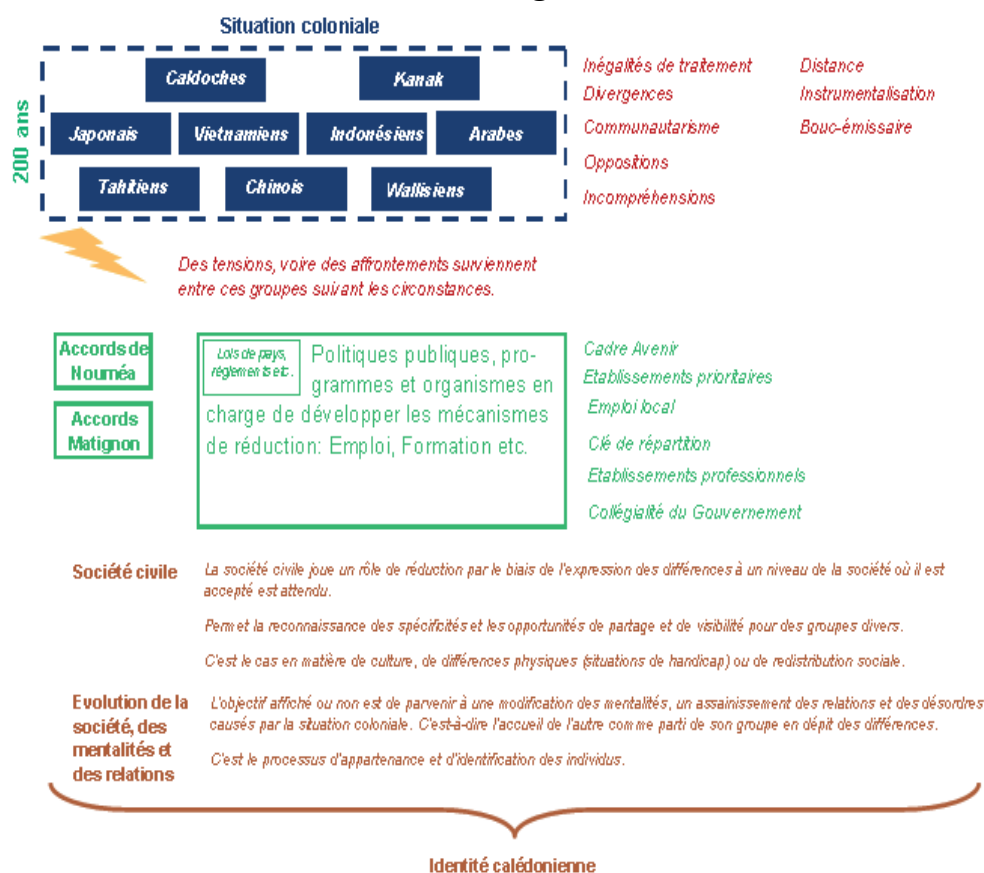 Situation coloniale
200 ans
Caldoches
Kanak
Japonais
Vietnamiens
Indonésiens
Arabes
Tahitiens
Chinois
Wallisiens
Inégalités de traitement
Distance
Divergences
Instrumentalisation
Communautarisme
Bouc-émissaire
Oppositions
Incompréhensions
Des tensions, voire des affrontements surviennent
entre ces groupes suivant les circonstances.
Accords de
Nouméa
Accords
Matignon
Lois de pays,
réglements etc.
Politiques publiques, pro-
grammes et organismes en
charge de développer les mécanismes
de réduction: Emploi, Formation etc.
Cadre Avenir
Etablissements prioritaires
Emploi local
Clé de répartition
Etablissements professionnels
Collégialité du Gouvernement
Société civile
La société civile joue un rôle de réduction par le biais de l'expression des différences à un niveau de la société où il est
accepté est attendu.
Permet la reconnaissance des spécificités et les opportunités de partage et de visibilité pour des groupes divers.
C'est le cas en matière de culture, de différences physiques (situations de handicap) ou de redistribution sociale.
Evolution de la
société, des
mentalités et
des relations
L'objectif affiché ou non est de parvenir à une modification des mentalités, un assainissement des relations et des désordres
causés par la situation coloniale. C'est-à-dire l'accueil de l'autre comme parti de son groupe en dépit des différences.
C'est le processus d'appartenance et d'identification des individus.
Identité calédonienne